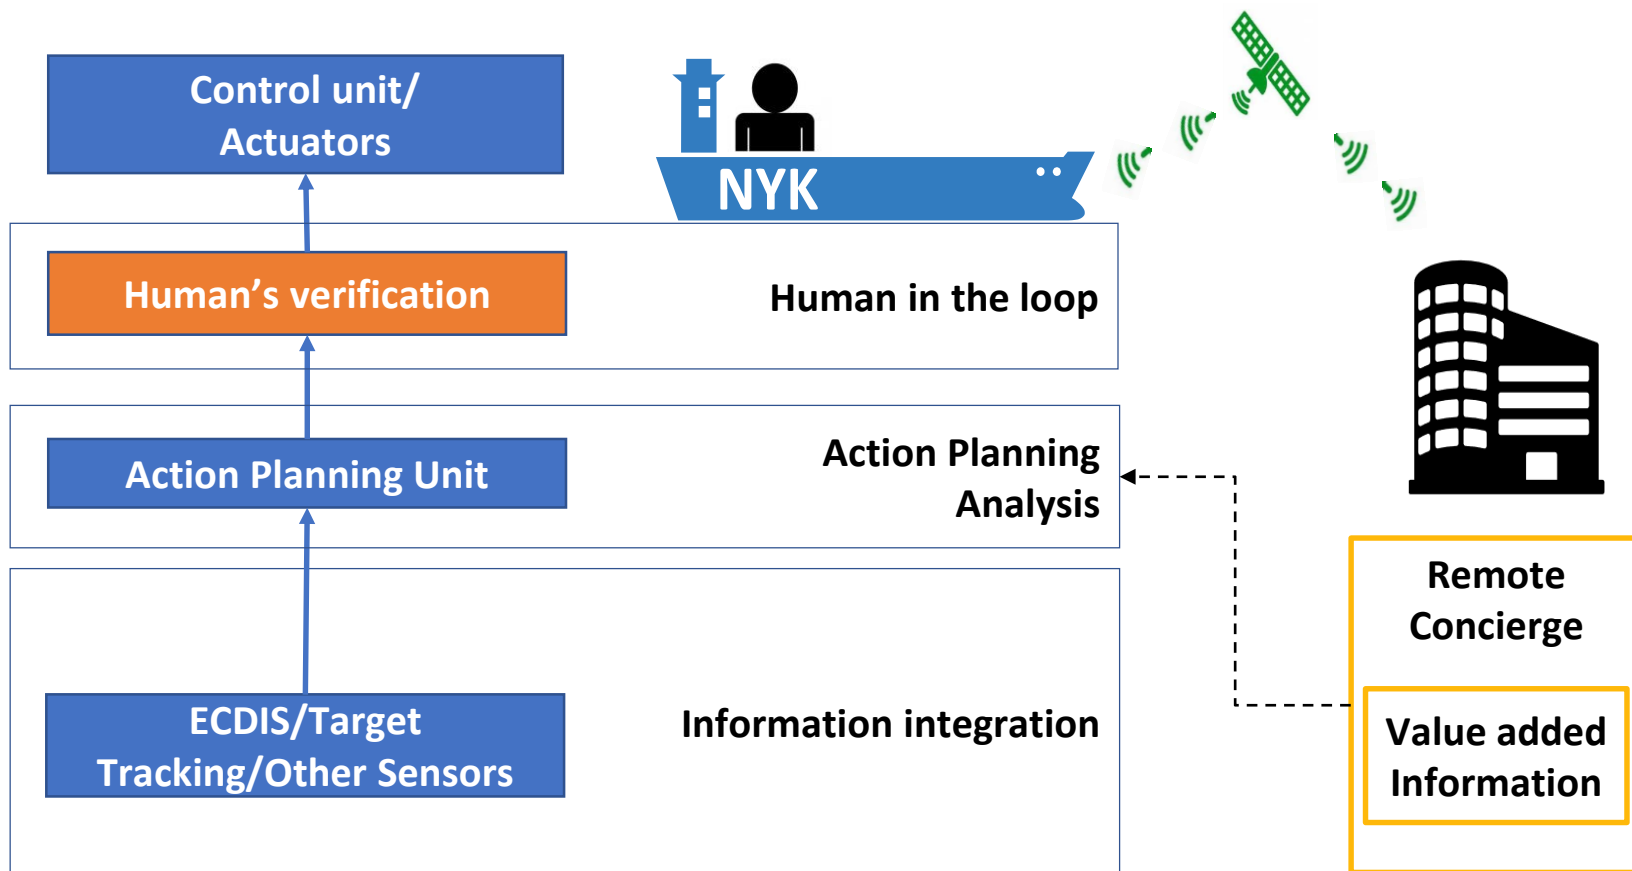 Control unit/
Actuators
NYK
Human’s verification
Human in the loop
Action Planning Unit
Action Planning
Analysis
ECDIS/Target
Tracking/Other Sensors
Information integration
Remote
Concierge
Value added
Information